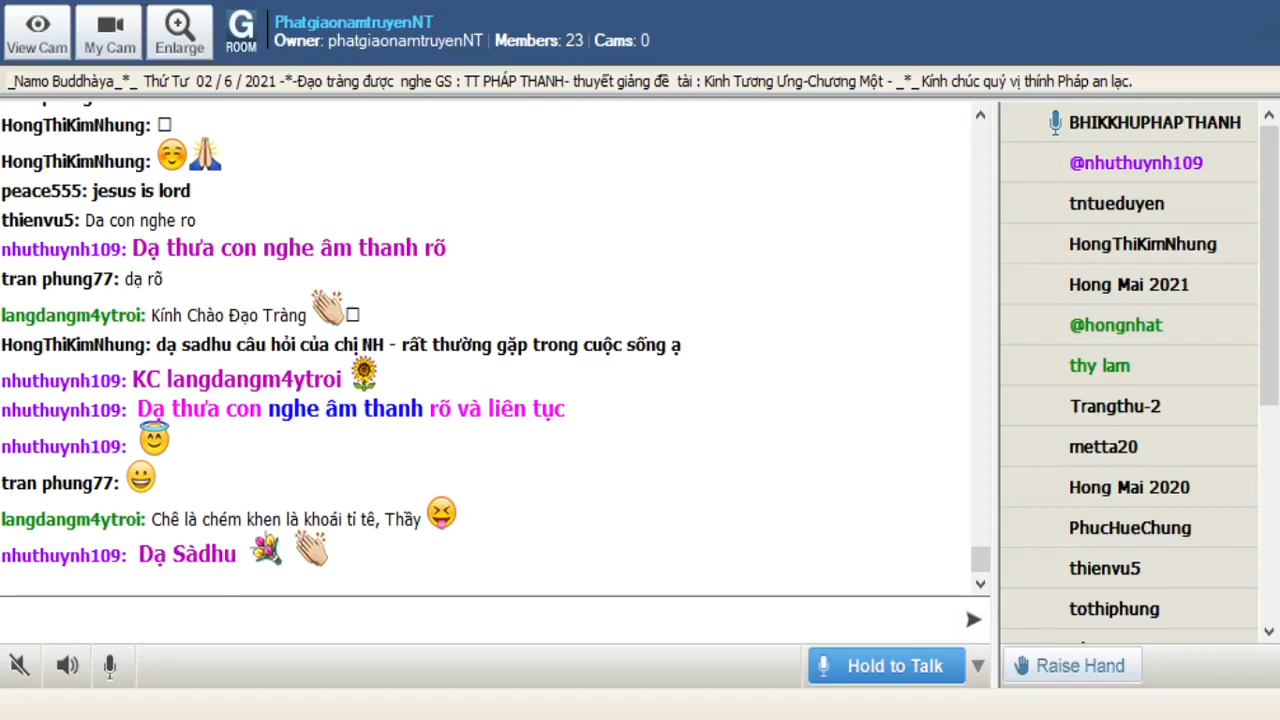 View Cam
My Cam
Enlarge
G
ROOM
PhatgiaonamtruyenNT
Owner: phatgiaonamtruyenNT | Members: 23 | Cams: 0
_Namo Buddhàya_*_ Thứ Tư 02 / 6 / 2021 -*-Đạo tràng được nghe GS : TT PHÁP THANH- thuyết giảng đề tài : Kinh Tương Ưng-Chương Một - _*_ Kính chúc quý vị thính Pháp an lạc.
HongThiKimNhung:
HongThiKimNhung: ☺️🙏
peace555: jesus is lord
thienvu5: Da con nghe ro
nhuthuynh109: Dạ thưa con nghe âm thanh rõ
tran phung77: dạ rõ
langdangm4ytroi: Kính Chào Đạo Tràng 👏
HongThiKimNhung: dạ sadhu câu hỏi của chị NH - rất thường gặp trong cuộc sống ạ
nhuthuynh109: KC langdangm4ytroi 🌻
nhuthuynh109: Dạ thưa con nghe âm thanh rõ và liên tục
nhuthuynh109: 😇
tran phung77: 😀
langdangm4ytroi: Chê là chém khen là khoái tỉ tê, Thầy 😝
nhuthuynh109: Dạ Sàdhu 💐 👏
BHIKKHUPHAPTHANH
@nhuthuynh109
tntueduyen
HongThiKimNhung
Hong Mai 2021
@hongnhat
thy lam
Trangthu-2
metta20
Hong Mai 2020
PhucHueChung
thienvu5
tothiphung
Hold to Talk
Raise Hand